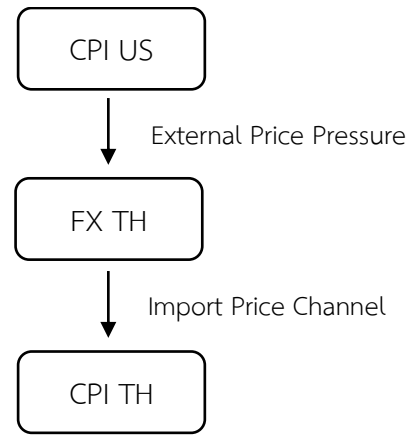 CPI US
External Price Pressure
FX TH
Import Price Channel
CPI TH